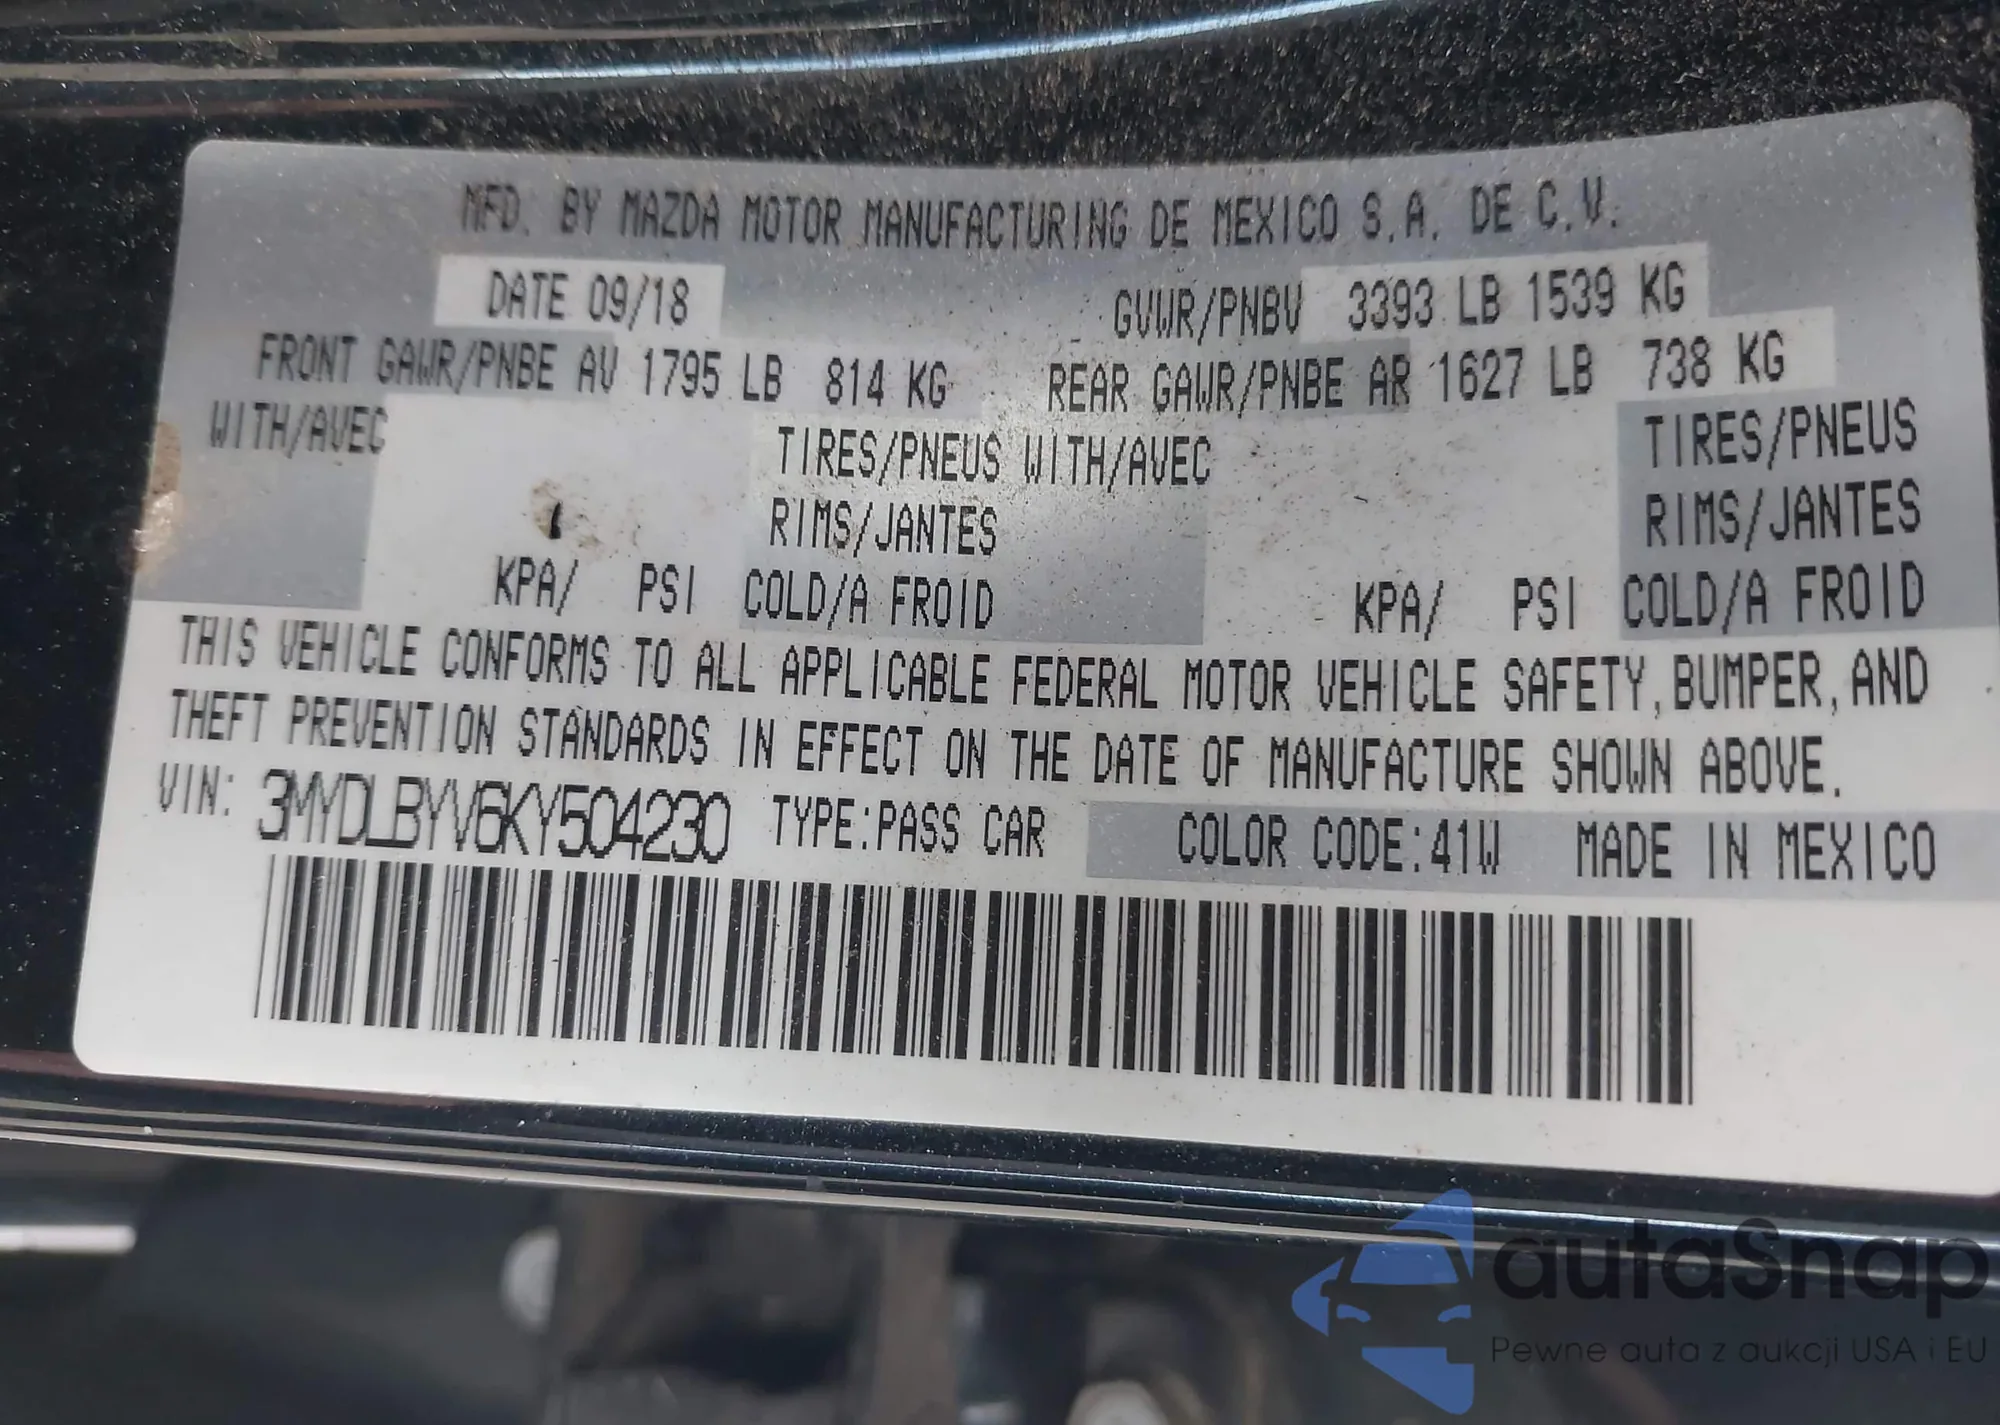 MFD. BY MAZDA MOTOR MANUFACTURING DE MEXICO S.A. DE C.V.
DATE 09/18 GVWR/PNBV 3393 LB 1539 KG
FRONT GAWR/PNBE AV 1795 LB 814 KG REAR GAWR/PNBE AR 1627 LB 738 KG
WITH/AVEC TIRES/PNEUS WITH/AVEC TIRES/PNEUS
RIMS/JANTES RIMS/JANTES
KPA/ PSI COLD/A FROID KPA/ PSI COLD/A FROID
THIS VEHICLE CONFORMS TO ALL APPLICABLE FEDERAL MOTOR VEHICLE SAFETY, BUMPER, AND
THEFT PREVENTION STANDARDS IN EFFECT ON THE DATE OF MANUFACTURE SHOWN ABOVE.
VIN: 3MYDLBYV6KY504230 TYPE:PASS CAR COLOR CODE:41W MADE IN MEXICO
autaSnap
Pewne auta z aukcji USA i EU